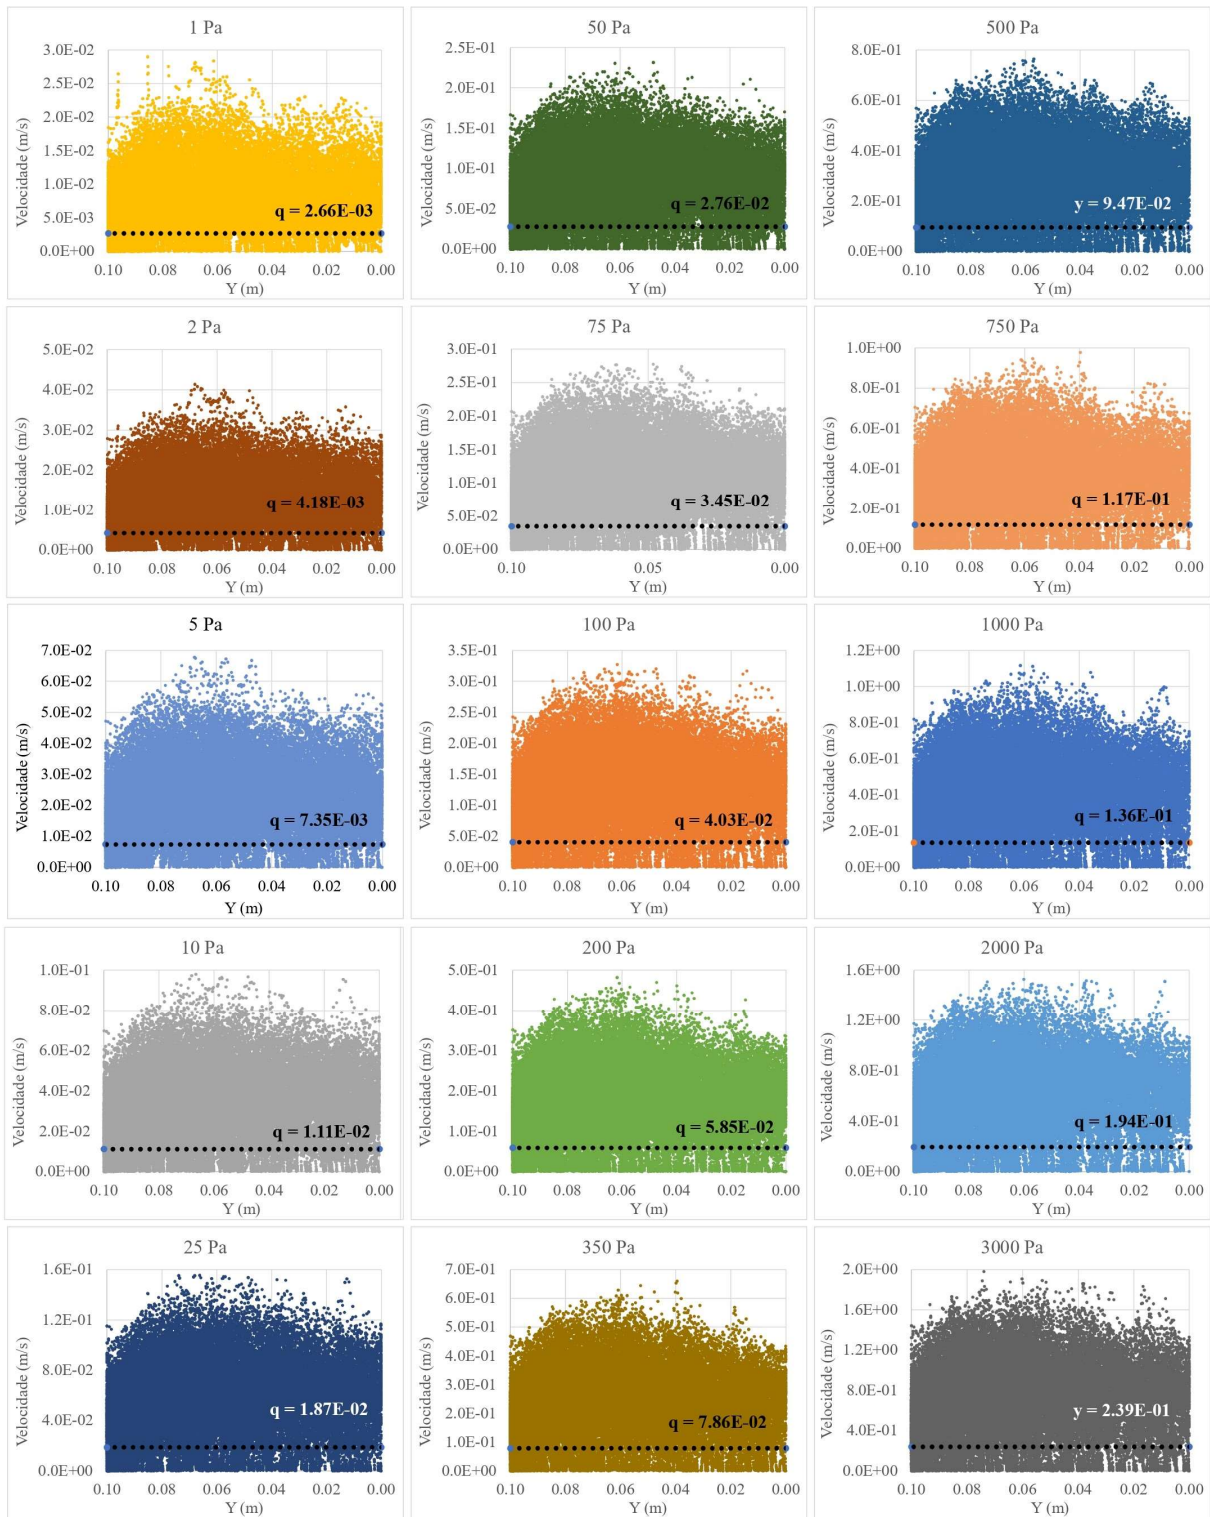 1 Pa
3.0E-02
2.5E-02
2.0E-02
1.5E-02
1.0E-02
5.0E-03
0.0E+00
Velocidade (m/s)
q = 2.66E-03
0.10 0.08 0.06 0.04 0.02 0.00
Y (m)
50 Pa
2.5E-01
2.0E-01
1.5E-01
1.0E-01
5.0E-02
0.0E+00
Velocidade (m/s)
q = 2.76E-02
0.10 0.08 0.06 0.04 0.02 0.00
Y (m)
500 Pa
8.0E-01
6.0E-01
4.0E-01
2.0E-01
0.0E+00
Velocidade (m/s)
y = 9.47E-02
0.10 0.08 0.06 0.04 0.02 0.00
Y (m)
2 Pa
5.0E-02
4.0E-02
3.0E-02
2.0E-02
1.0E-02
0.0E+00
Velocidade (m/s)
q = 4.18E-03
0.10 0.08 0.06 0.04 0.02 0.00
Y (m)
75 Pa
3.0E-01
2.5E-01
2.0E-01
1.5E-01
1.0E-01
5.0E-02
0.0E+00
Velocidade (m/s)
q = 3.45E-02
0.10 0.05 0.00
Y (m)
750 Pa
1.0E+00
8.0E-01
6.0E-01
4.0E-01
2.0E-01
0.0E+00
Velocidade (m/s)
q = 1.17E-01
0.10 0.08 0.06 0.04 0.02 0.00
Y (m)
5 Pa
7.0E-02
6.0E-02
5.0E-02
4.0E-02
3.0E-02
2.0E-02
1.0E-02
0.0E+00
Velocidade (m/s)
q = 7.35E-03
0.10 0.08 0.06 0.04 0.02 0.00
Y (m)
100 Pa
3.5E-01
3.0E-01
2.5E-01
2.0E-01
1.5E-01
1.0E-01
5.0E-02
0.0E+00
Velocidade (m/s)
q = 4.03E-02
0.10 0.08 0.06 0.04 0.02 0.00
Y (m)
1000 Pa
1.2E+00
1.0E+00
8.0E-01
6.0E-01
4.0E-01
2.0E-01
0.0E+00
Velocidade (m/s)
q = 1.36E-01
0.10 0.08 0.06 0.04 0.02 0.00
Y (m)
10 Pa
1.0E-01
8.0E-02
6.0E-02
4.0E-02
2.0E-02
0.0E+00
Velocidade (m/s)
q = 1.11E-02
0.10 0.08 0.06 0.04 0.02 0.00
Y (m)
200 Pa
5.0E-01
4.0E-01
3.0E-01
2.0E-01
1.0E-01
0.0E+00
Velocidade (m/s)
q = 5.85E-02
0.10 0.08 0.06 0.04 0.02 0.00
Y (m)
2000 Pa
1.6E+00
1.2E+00
8.0E-01
4.0E-01
0.0E+00
Velocidade (m/s)
q = 1.94E-01
0.10 0.08 0.06 0.04 0.02 0.00
Y (m)
25 Pa
1.6E-01
1.2E-01
8.0E-02
4.0E-02
0.0E+00
Velocidade (m/s)
q = 1.87E-02
0.10 0.08 0.06 0.04 0.02 0.00
Y (m)
350 Pa
7.0E-01
6.0E-01
5.0E-01
4.0E-01
3.0E-01
2.0E-01
1.0E-01
0.0E+00
Velocidade (m/s)
q = 7.86E-02
0.10 0.08 0.06 0.04 0.02 0.00
Y (m)
3000 Pa
2.0E+00
1.6E+00
1.2E+00
8.0E-01
4.0E-01
0.0E+00
Velocidade (m/s)
y = 2.39E-01
0.10 0.08 0.06 0.04 0.02 0.00
Y (m)